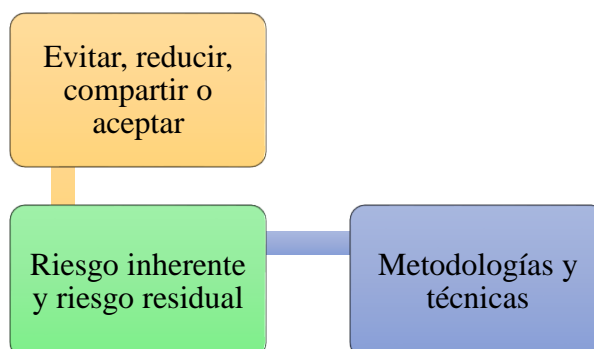 Evitar, reducir,
compartir o
aceptar
Riesgo inherente
y riesgo residual
Metodologías y
técnicas